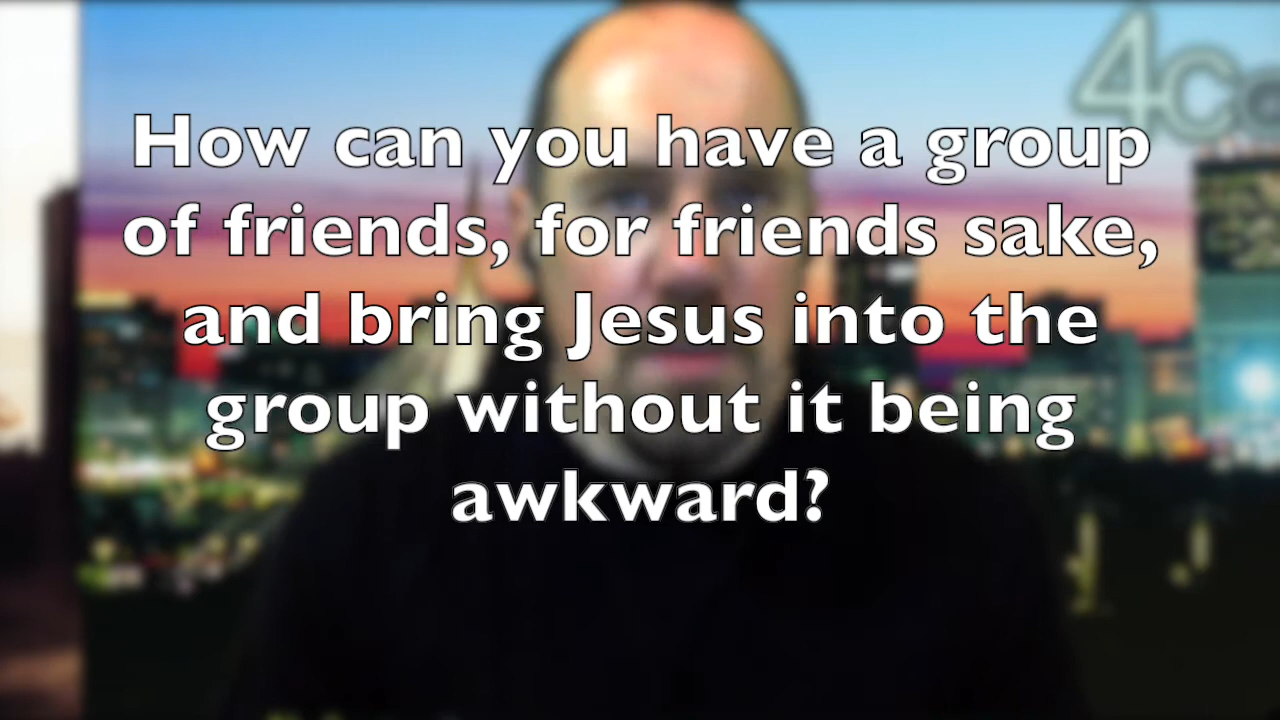 4Co
How can you have a group
of friends, for friends sake,
and bring Jesus into the
group without it being
awkward?